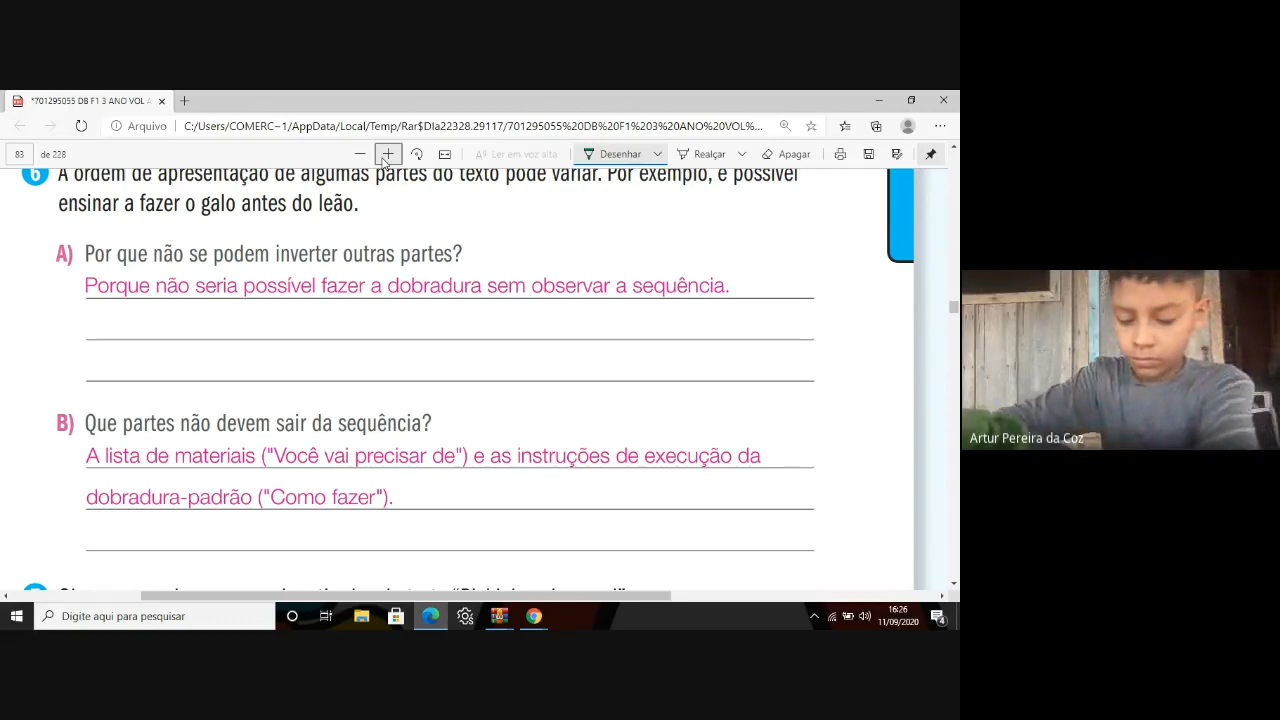 *701295055 DB F1 3 ANO VOL
Arquivo
C:/Users/COMERC~1/AppData/Local/Temp/Rar$DIa22328.29117/701295055%20DB%20F1%203%20ANO%20VOL%...
83 de 228
Ler em voz alta
Desenhar
Realçar
Apagar
6 A ordem de apresentação de algumas partes do texto pode variar. Por exemplo, é possível
ensinar a fazer o galo antes do leão.
A) Por que não se podem inverter outras partes?
Porque não seria possível fazer a dobradura sem observar a sequência.
B) Que partes não devem sair da sequência?
A lista de materiais ("Você vai precisar de") e as instruções de execução da
dobradura-padrão ("Como fazer").
Artur Pereira da Coz
Digite aqui para pesquisar
16:26
11/09/2020
4